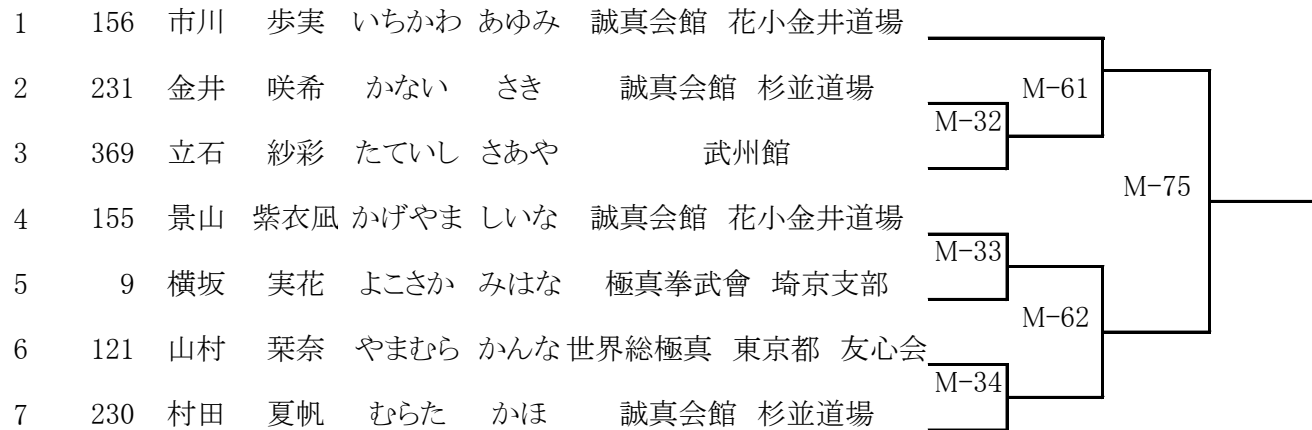 1 156 市川 歩実 いちかわ あゆみ 誠真会館 花小金井道場
2 231 金井 咲希 かない さき 誠真会館 杉並道場 M-61
M-32
3 369 立石 紗彩 たていし さあや 武州館
M-75
4 155 景山 紫衣凪 かげやま しいな 誠真会館 花小金井道場
M-33
5 9 横坂 実花 よこさか みはな 極真拳武會 埼京支部
M-62
6 121 山村 栞奈 やまむら かんな 世界総極真 東京都 友心会
M-34
7 230 村田 夏帆 むらた かほ 誠真会館 杉並道場